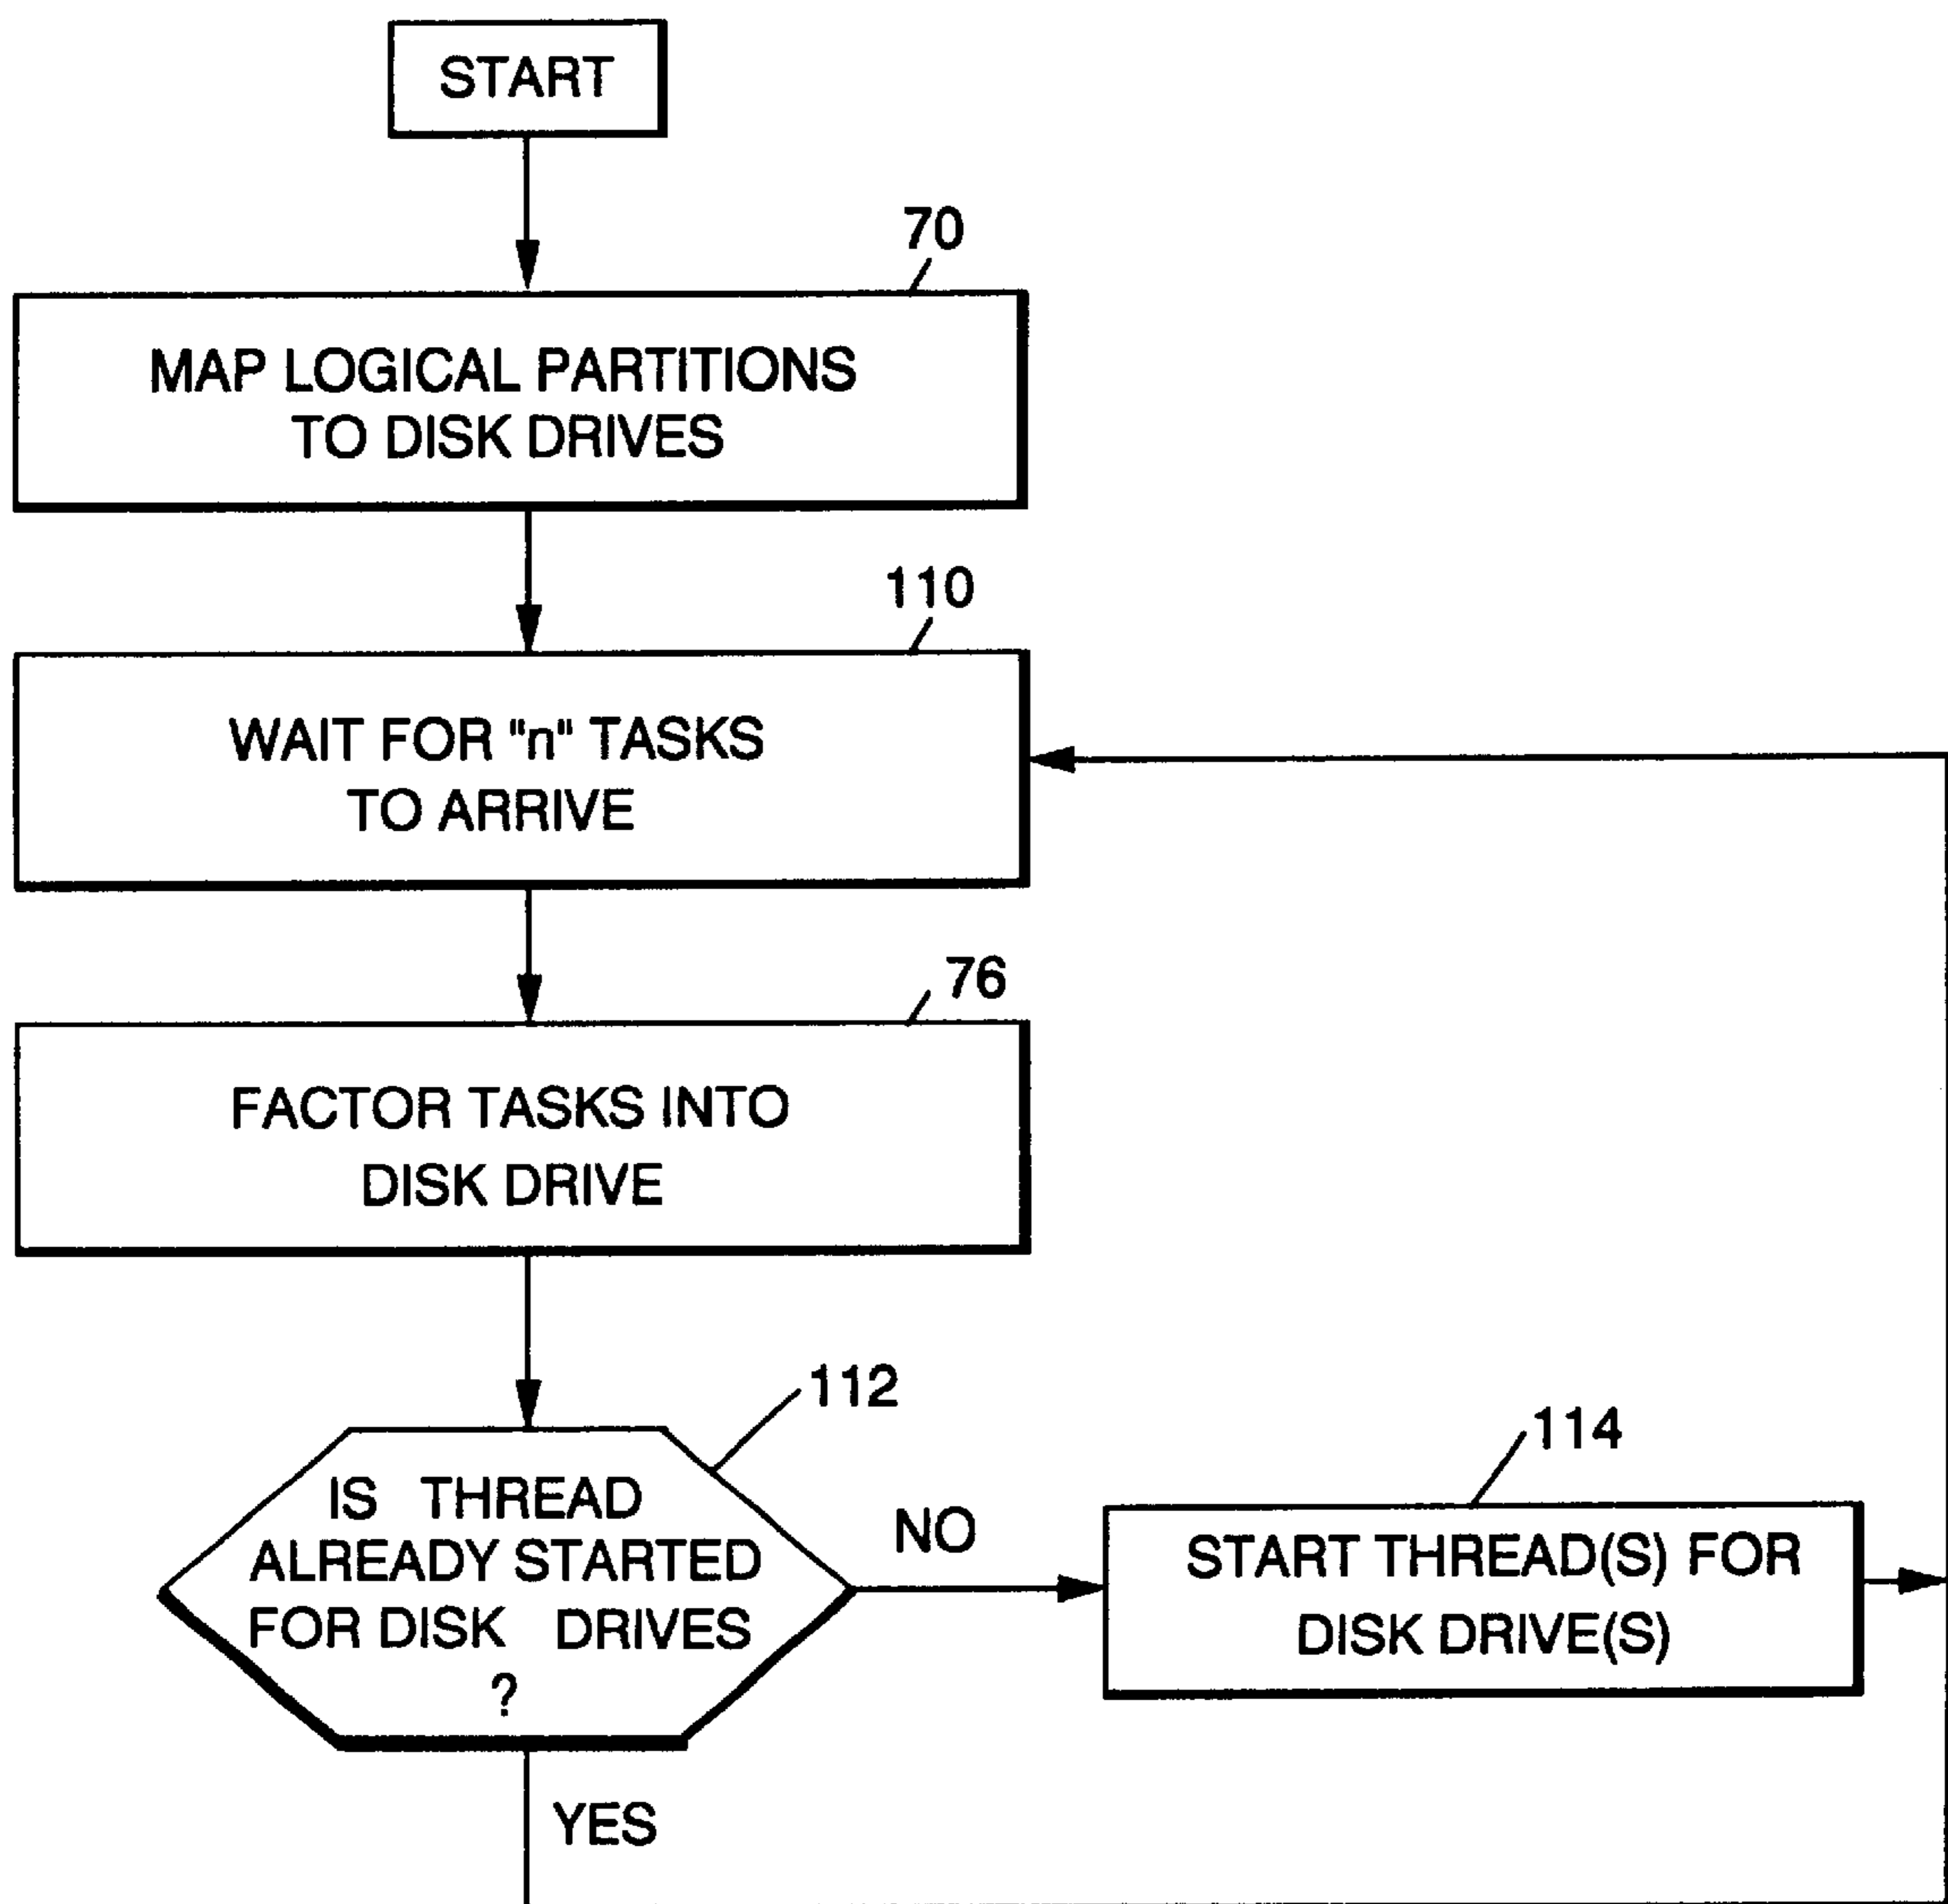 START
70
MAP LOGICAL PARTITIONS
TO DISK DRIVES
110
WAIT FOR "n" TASKS
TO ARRIVE
76
FACTOR TASKS INTO
DISK DRIVE
112
IS THREAD
ALREADY STARTED
FOR DISK DRIVES
?
NO
114
START THREAD(S) FOR
DISK DRIVE(S)
YES